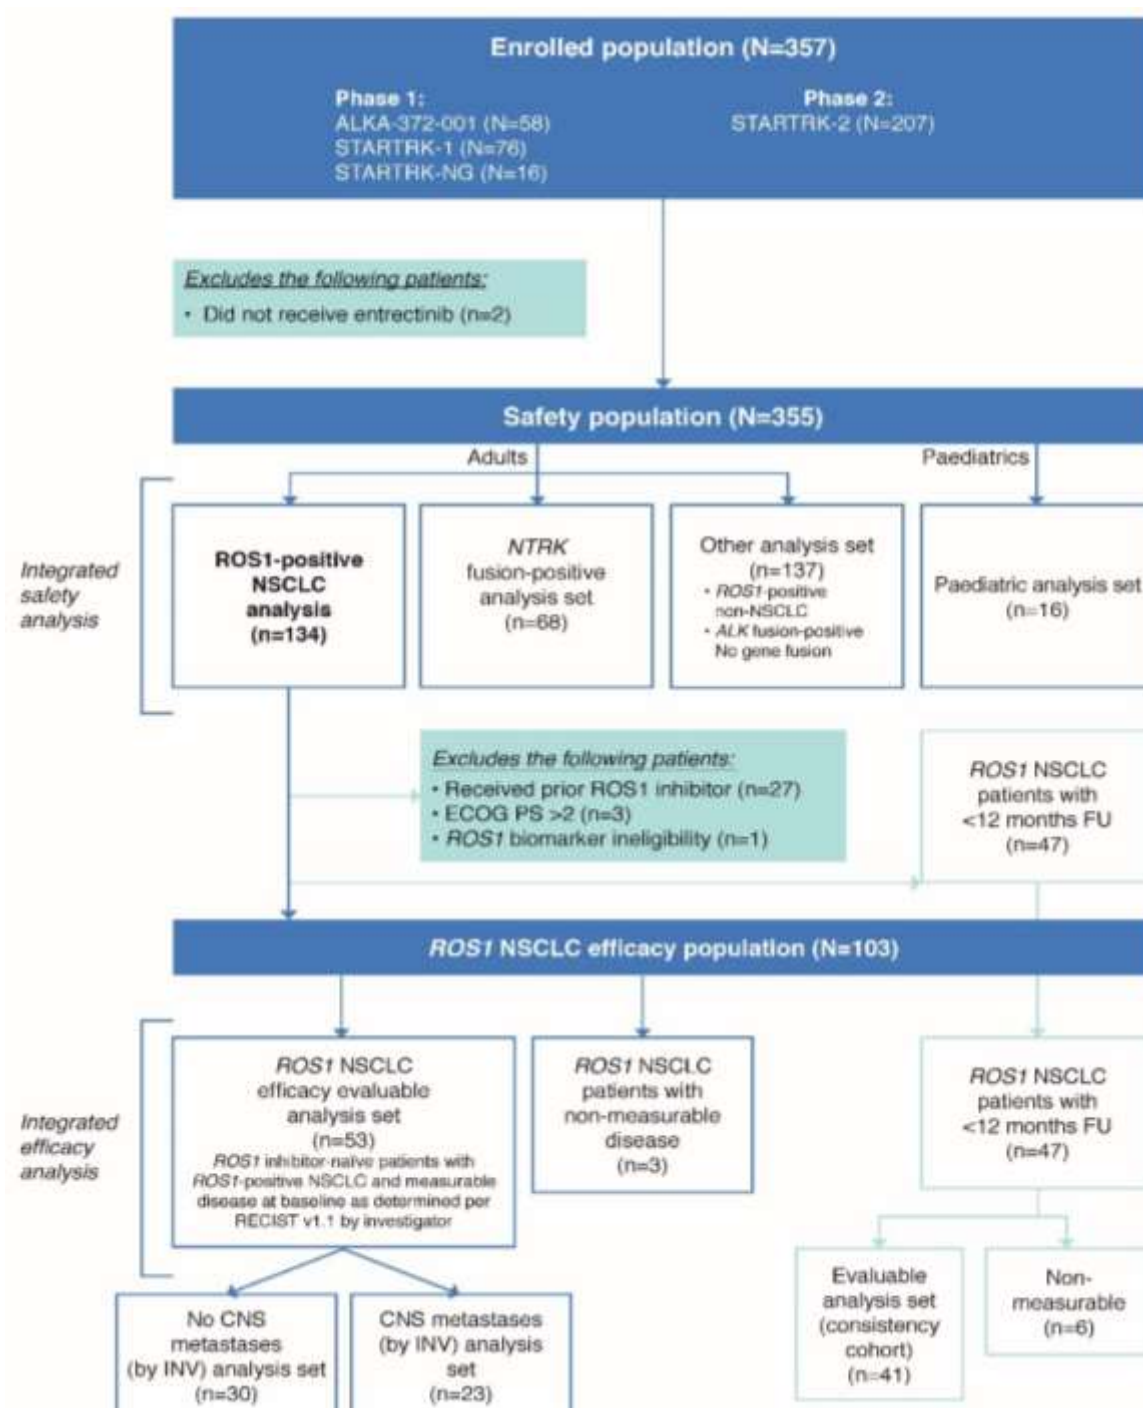 Enrolled population (N=357)
Phase 1:
ALKA-372-001 (N=58)
STARTRK-1 (N=76)
STARTRK-NG (N=16)
Phase 2:
STARTRK-2 (N=207)
Excludes the following patients:
• Did not receive entrectinib (n=2)
Safety population (N=355)
Adults
Paediatrics
Integrated
safety
analysis
ROS1-positive
NSCLC
analysis
(n=134)
NTRK
fusion-positive
analysis set
(n=68)
Other analysis set
(n=137)
• ROS1-positive
non-NSCLC
• ALK fusion-positive
No gene fusion
Paediatric analysis set
(n=16)
Excludes the following patients:
• Received prior ROS1 inhibitor (n=27)
• ECOG PS >2 (n=3)
• ROS1 biomarker ineligibility (n=1)
ROS1 NSCLC
patients with
<12 months FU
(n=47)
ROS1 NSCLC efficacy population (N=103)
Integrated
efficacy
analysis
ROS1 NSCLC
efficacy evaluable
analysis set
(n=53)
ROS1 inhibitor-naïve patients with
ROS1-positive NSCLC and measurable
disease at baseline as determined per
RECIST v1.1 by investigator
ROS1 NSCLC
patients with
non-measurable
disease
(n=3)
ROS1 NSCLC
patients with
<12 months FU
(n=47)
No CNS
metastases
(by INV) analysis set
(n=30)
CNS metastases
(by INV) analysis
set
(n=23)
Evaluable
analysis set
(consistency
cohort)
(n=41)
Non-
measurable
(n=6)